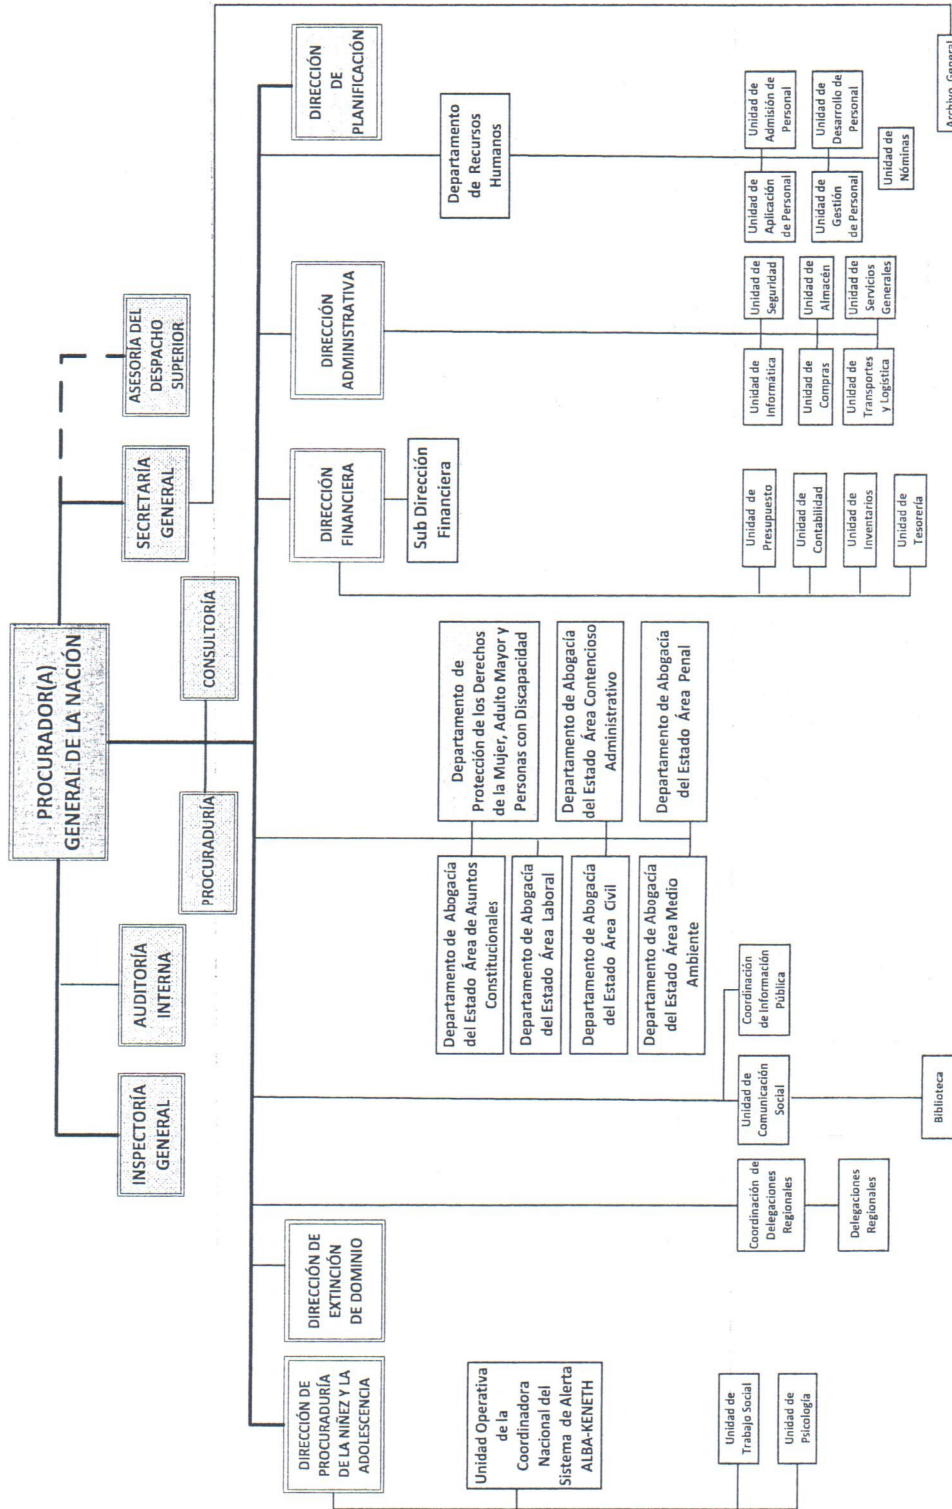 PROCURADOR(A)
GENERAL DE LA NACIÓN
INSPECTORÍA
GENERAL
AUDITORÍA
INTERNA
SECRETARÍA
GENERAL
ASESORÍA DEL
DESPACHO
SUPERIOR
PROCURADURÍA
CONSULTORÍA
DIRECCIÓN DE
PROCURADURÍA
DE LA NIÑEZ Y LA
ADOLESCENCIA
DIRECCIÓN DE
EXTINCIÓN
DE DOMINIO
DIRECCIÓN
FINANCIERA
DIRECCIÓN
ADMINISTRATIVA
DIRECCIÓN
DE
PLANIFICACIÓN
Sub Dirección
Financiera
Departamento
de Recursos
Humanos
Unidad Operativa
de la
Coordinadora
Nacional del
Sistema de Alerta
ALBA-KENETH
Departamento de Abogacía
del Estado Área de Asuntos
Constitucionales
Departamento de
Protección de los Derechos
de la Mujer, Adulto Mayor y
Personas con Discapacidad
Departamento de Abogacía
del Estado Área Laboral
Departamento de Abogacía
del Estado Área Contencioso
Administrativo
Departamento de Abogacía
del Estado Área Civil
Departamento de Abogacía
del Estado Área Penal
Departamento de Abogacía
del Estado Área Medio
Ambiente
Unidad de
Trabajo Social
Unidad de
Psicología
Coordinación de
Delegaciones
Regionales
Delegaciones
Regionales
Unidad de
Comunicación
Social
Coordinación
de Información
Pública
Biblioteca
Unidad de
Presupuesto
Unidad de
Contabilidad
Unidad de
Inventarios
Unidad de
Tesorería
Unidad de
Informática
Unidad de
Seguridad
Unidad de
Compras
Unidad de
Almacén
Unidad de
Transportes
y Logística
Unidad de
Servicios
Generales
Unidad de
Aplicación
de Personal
Unidad de
Admisión de
Personal
Unidad de
Gestión
de Personal
Unidad de
Desarrollo de
Personal
Unidad de
Nóminas
Archivo General